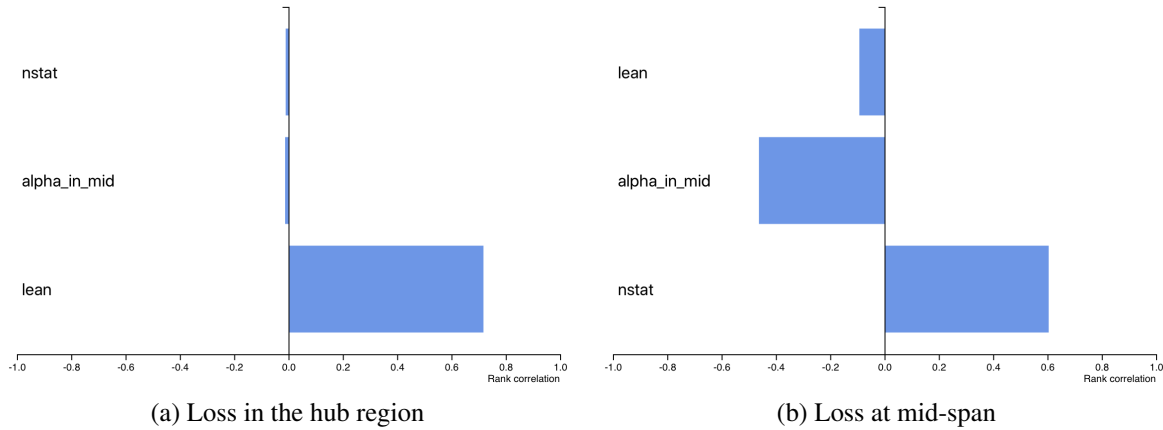 nstat
alpha_in_mid
lean
-1.0 -0.8 -0.6 -0.4 -0.2 0.0 0.2 0.4 0.6 0.8 1.0
Rank correlation
(a) Loss in the hub region
lean
alpha_in_mid
nstat
-1.0 -0.8 -0.6 -0.4 -0.2 0.0 0.2 0.4 0.6 0.8 1.0
Rank correlation
(b) Loss at mid-span